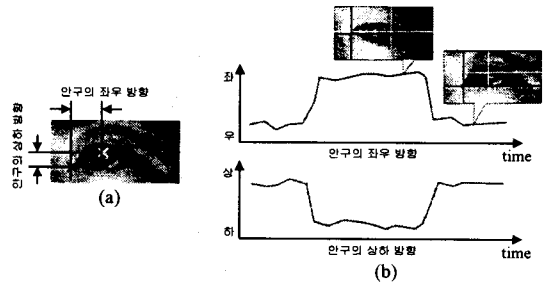 안구의 좌우 방향
안구의 상하 방향
(a)
(b)
좌
우
안구의 좌우 방향
time
상
하
안구의 상하 방향
time